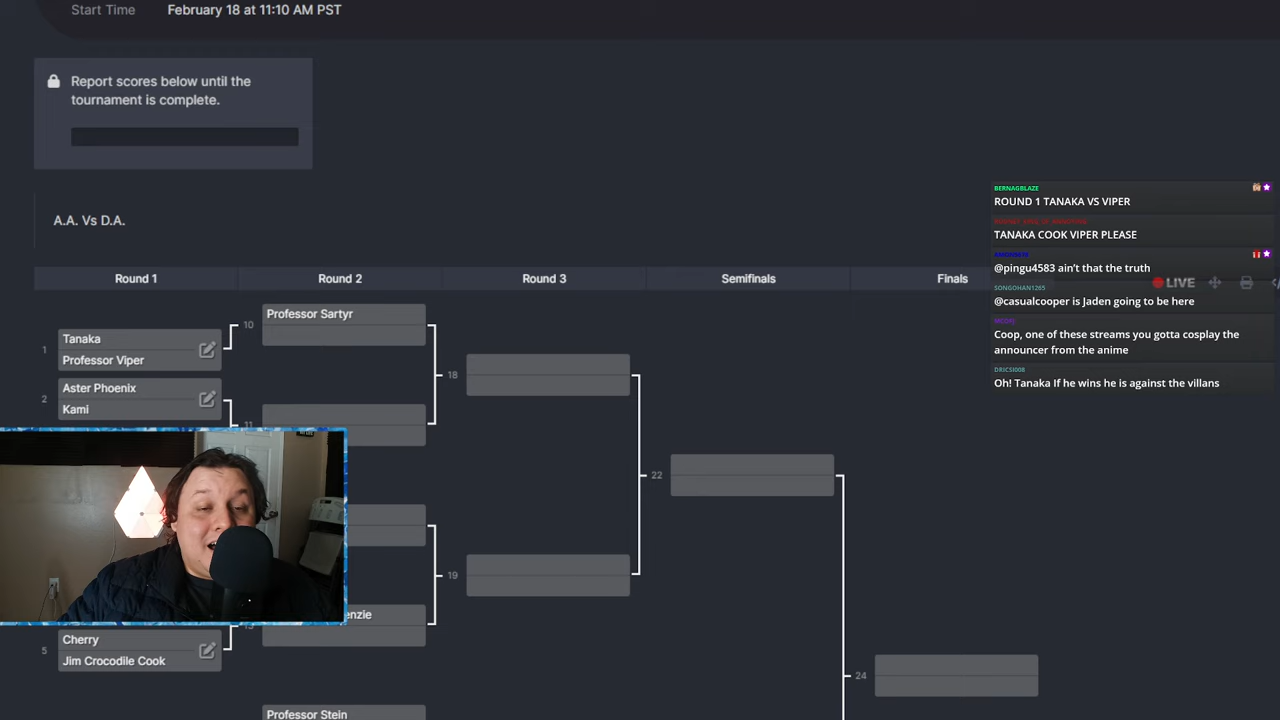 Start Time February 18 at 11:10 AM PST
Report scores below until the
tournament is complete.
A.A. Vs D.A.
Round 1 Round 2 Round 3 Semifinals Finals
LIVE
1
Tanaka
Professor Viper
2
Aster Phoenix
Kami
10
Professor Sartyr
11
18
22
19
enzie
5
Cherry
Jim Crocodile Cook
24
Professor Stein
BERNAGBLAZE
ROUND 1 TANAKA VS VIPER
TANAKA COOK VIPER PLEASE
@pingu4583 ain't that the truth
SONGOHAN1265
@casualcooper is Jaden going to be here
Coop, one of these streams you gotta cosplay the
announcer from the anime
DRICSI008
Oh! Tanaka If he wins he is against the villans